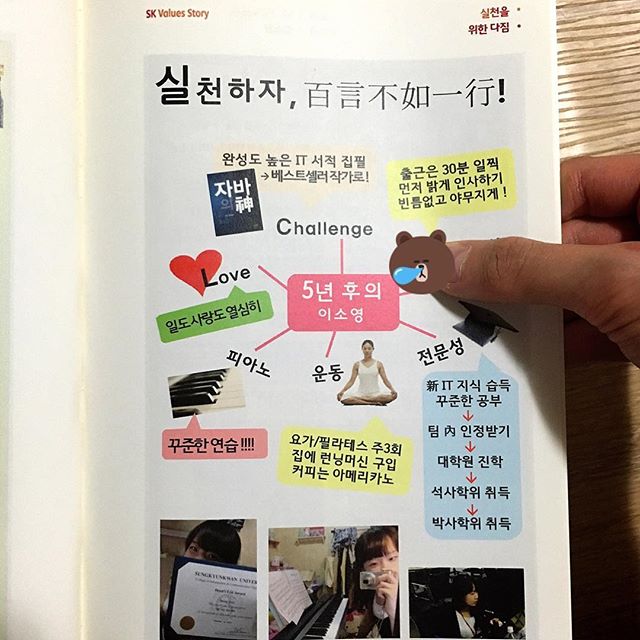 SK Values Story
실천을
위한 다짐
실천하자, 百言不如一行!
완성도 높은 IT 서적 집필
→베스트셀러작가로!
출근은 30분 일찍
먼저 밝게 인사하기
빈틈없고 야무지게!
자바
의神
Challenge
Love
5년 후의
이소영
일도사랑도열심히
피아노
운동
전문성
꾸준한 연습 !!!!
요가/필라테스 주3회
집에 런닝머신 구입
커피는 아메리카노
新 IT 지식 습득
꾸준한 공부
↓
팀 內 인정받기
↓
대학원 진학
↓
석사학위 취득
↓
박사학위 취득
SUNGKYUNKWAN UNIVER